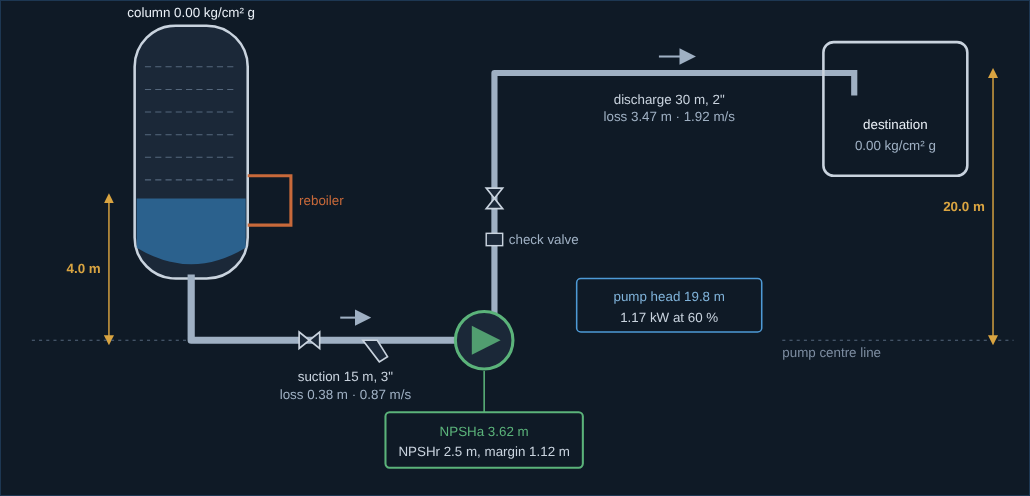 column 0.00 kg/cm² g
discharge 30 m, 2"
loss 3.47 m · 1.92 m/s
destination
0.00 kg/cm² g
reboiler
20.0 m
check valve
4.0 m
pump head 19.8 m
1.17 kW at 60 %
pump centre line
suction 15 m, 3"
loss 0.38 m · 0.87 m/s
NPSHa 3.62 m
NPSHr 2.5 m, margin 1.12 m